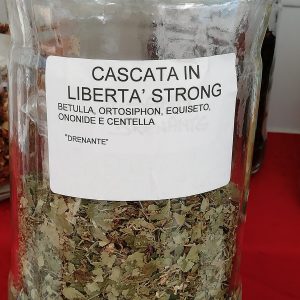 CASCATA IN
LIBERTA' STRONG
BETULLA, ORTOSIPHON, EQUISETO,
ONONIDE E CENTELLA
"DRENANTE"